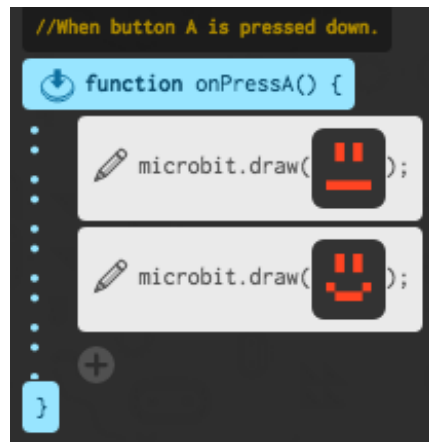 //When button A is pressed down.
function onPressA() {
microbit.draw();
microbit.draw();
}